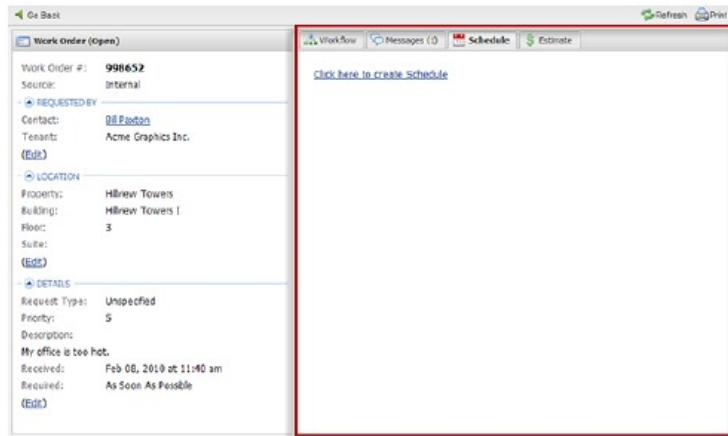 Go Back
Refresh Print
Work Order (Open)
Workflow Messages (1) Schedule $ Estimate
Work Order #: 998652
Source: Internal
Click here to create Schedule
REQUESTED BY
Contact: Bill Paxton
Tenant: Acme Graphics Inc.
(Edit)
LOCATION
Property: Hillview Towers
Building: Hillview Towers I
Floor: 3
Suite:
(Edit)
DETAILS
Request Type: Unspecified
Priority: 5
Description:
My office is too hot.
Received: Feb 08, 2010 at 11:40 am
Required: As Soon As Possible
(Edit)